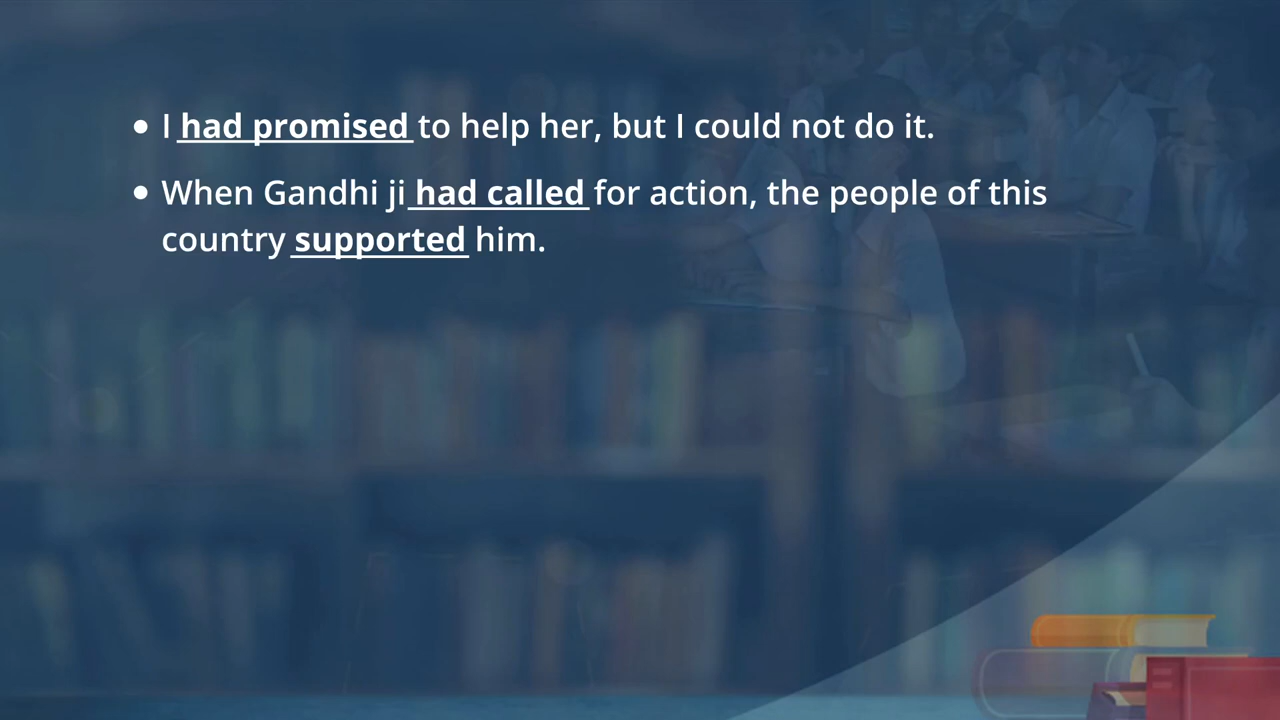 • I had promised to help her, but I could not do it.
• When Gandhi ji had called for action, the people of this
country supported him.